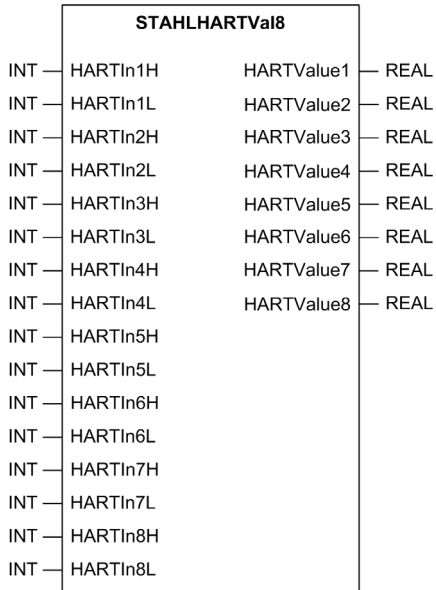 STAHLHARTVal8
INT HARTIn1H HARTValue1 REAL
INT HARTIn1L HARTValue2 REAL
INT HARTIn2H HARTValue3 REAL
INT HARTIn2L HARTValue4 REAL
INT HARTIn3H HARTValue5 REAL
INT HARTIn3L HARTValue6 REAL
INT HARTIn4H HARTValue7 REAL
INT HARTIn4L HARTValue8 REAL
INT HARTIn5H
INT HARTIn5L
INT HARTIn6H
INT HARTIn6L
INT HARTIn7H
INT HARTIn7L
INT HARTIn8H
INT HARTIn8L